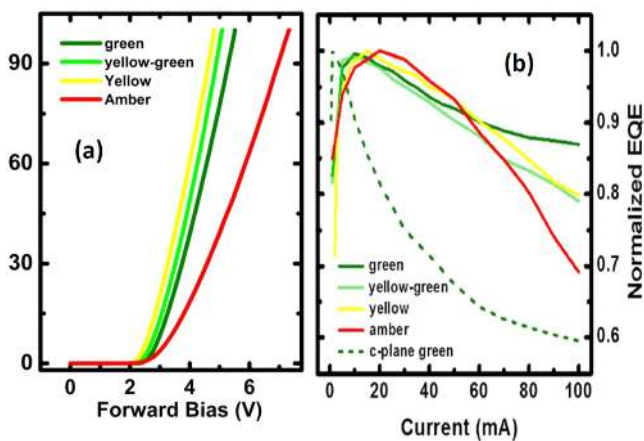 (a)
green
yellow-green
Yellow
Amber
90
60
30
0
0 2 4 6
Forward Bias (V)
(b)
1.0
0.9
0.8
0.7
0.6
Normalized EQE
green
yellow-green
yellow
amber
c-plane green
0 20 40 60 80 100
Current (mA)